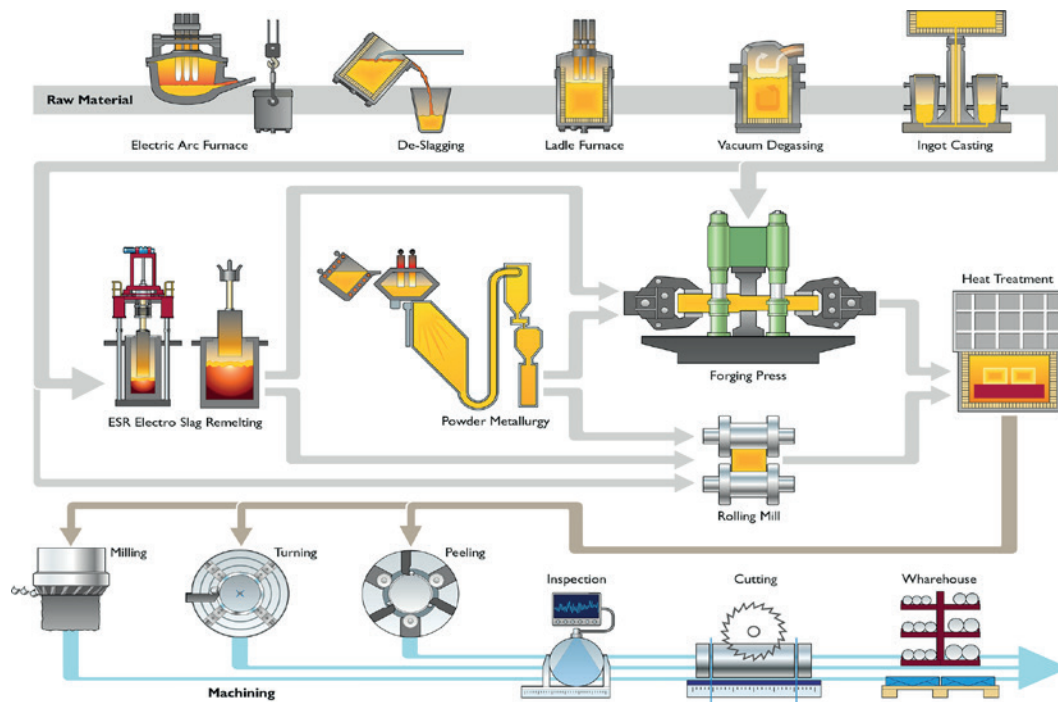 Raw Material
Electric Arc Furnace
De-Slagging
Ladle Furnace
Vacuum Degassing
Ingot Casting
Heat Treatment
Forging Press
ESR Electro Slag Remelting
Powder Metallurgy
Rolling Mill
Milling
Turning
Peeling
Inspection
Cutting
Wharehouse
Machining